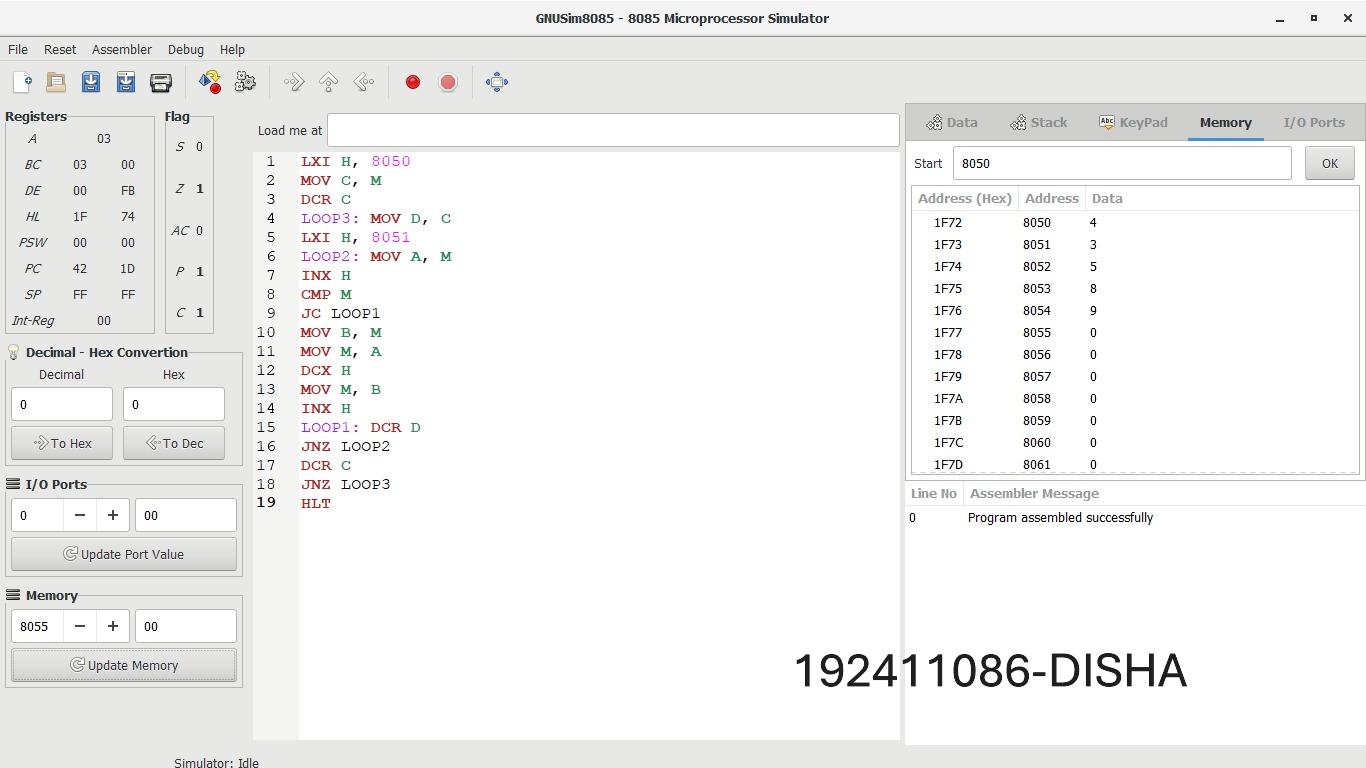 GNUSim8085 - 8085 Microprocessor Simulator
File Reset Assembler Debug Help
Registers
A 03
BC 03 00
DE 00 FB
HL 1F 74
PSW 00 00
PC 42 1D
SP FF FF
Int-Reg 00
Flag
S 0
Z 1
AC 0
P 1
C 1
Decimal - Hex Convertion
Decimal Hex
0 0
To Hex To Dec
I/O Ports
0 − + 00
Update Port Value
Memory
8055 − + 00
Update Memory
Load me at
1 LXI H, 8050
2 MOV C, M
3 DCR C
4 LOOP3: MOV D, C
5 LXI H, 8051
6 LOOP2: MOV A, M
7 INX H
8 CMP M
9 JC LOOP1
10 MOV B, M
11 MOV M, A
12 DCX H
13 MOV M, B
14 INX H
15 LOOP1: DCR D
16 JNZ LOOP2
17 DCR C
18 JNZ LOOP3
19 HLT
Data Stack Abc KeyPad Memory I/O Ports
Start 8050 OK
Address (Hex) Address Data
1F72 8050 4
1F73 8051 3
1F74 8052 5
1F75 8053 8
1F76 8054 9
1F77 8055 0
1F78 8056 0
1F79 8057 0
1F7A 8058 0
1F7B 8059 0
1F7C 8060 0
1F7D 8061 0
Line No Assembler Message
0 Program assembled successfully
192411086-DISHA
Simulator: Idle